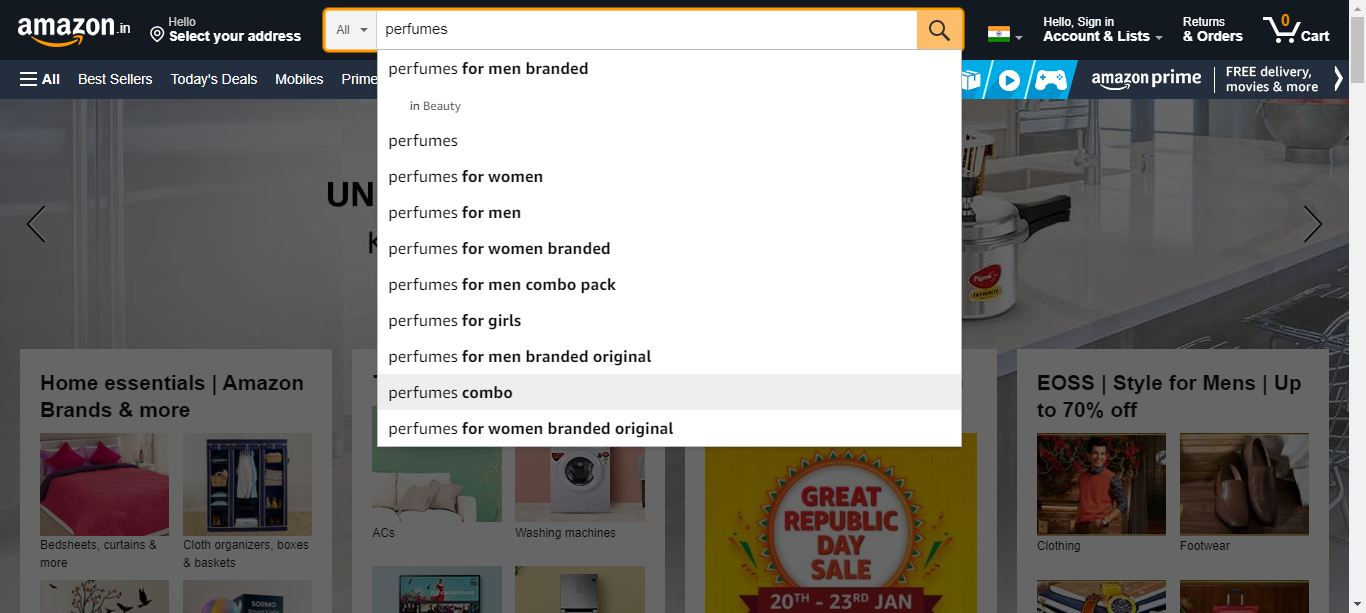 amazon.in
Hello
Select your address
All
perfumes
Hello, Sign in
Account & Lists
Returns
& Orders
0
Cart
All
Best Sellers
Today's Deals
Mobiles
Prime
amazon prime
FREE delivery,
movies & more
perfumes for men branded
in Beauty
perfumes
perfumes for women
perfumes for men
perfumes for women branded
perfumes for men combo pack
perfumes for girls
perfumes for men branded original
perfumes combo
perfumes for women branded original
UN
Pigeon
FAVOURITE
Home essentials | Amazon
Brands & more
Bedsheets, curtains &
more
Cloth organizers, boxes
& baskets
ACs
Washing machines
GREAT
REPUBLIC
DAY
SALE
20TH - 23RD JAN
EOSS | Style for Mens | Up
to 70% off
Clothing
Footwear